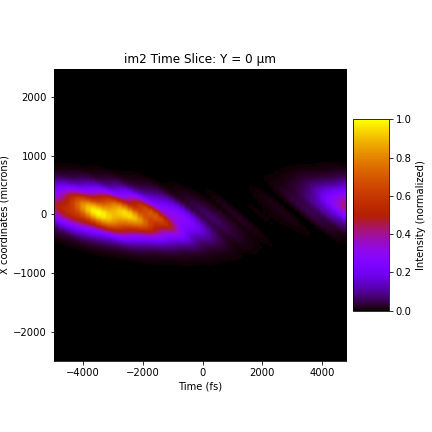 im2 Time Slice: Y = 0 μm
X coordinates (microns)
2000
1000
0
−1000
−2000
−4000 −2000 0 2000 4000
Time (fs)
1.0
0.8
0.6
0.4
0.2
0.0
Intensity (normalized)